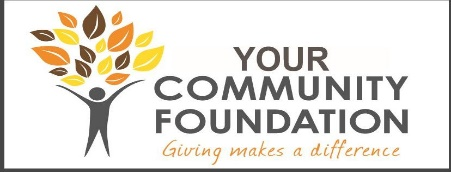 YOUR
COMMUNITY
FOUNDATION
Giving makes a difference